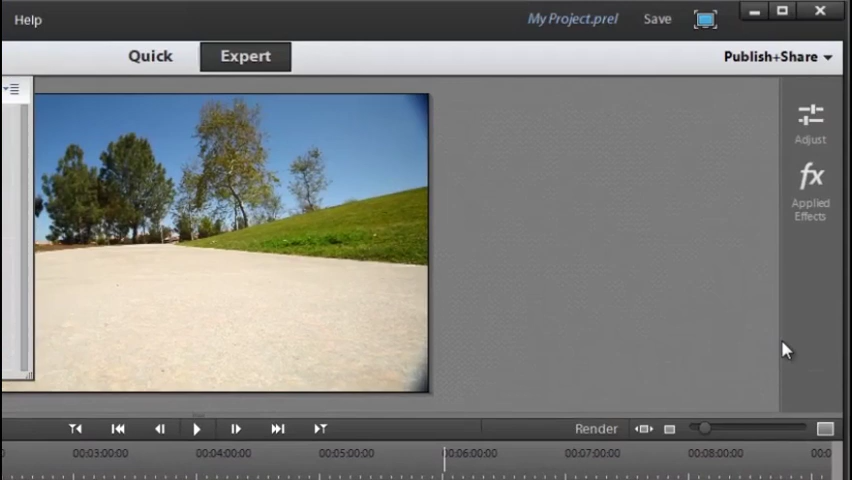 Help
My Project.prel
Save
Quick
Expert
Publish+Share
Adjust
fx
Applied
Effects
Render
00:03:00:00
00:04:00:00
00:05:00:00
00:06:00:00
00:07:00:00
00:08:00:00